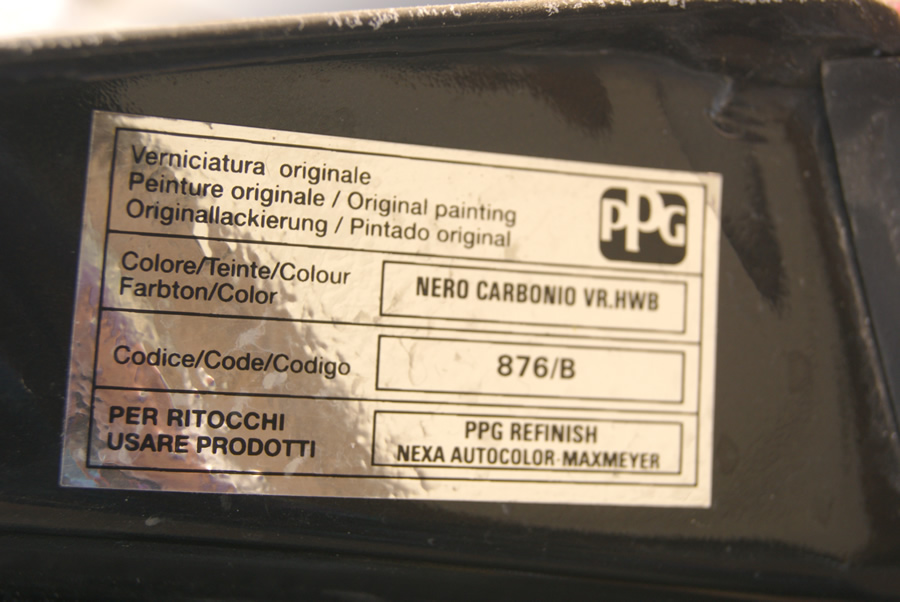 Verniciatura originale
Peinture originale / Original painting
Originallackierung / Pintado original
PPG
Colore/Teinte/Colour
Farbton/Color
NERO CARBONIO VR.HWB
Codice/Code/Codigo
876/B
PER RITOCCHI
USARE PRODOTTI
PPG REFINISH
NEXA AUTOCOLOR-MAXMEYER